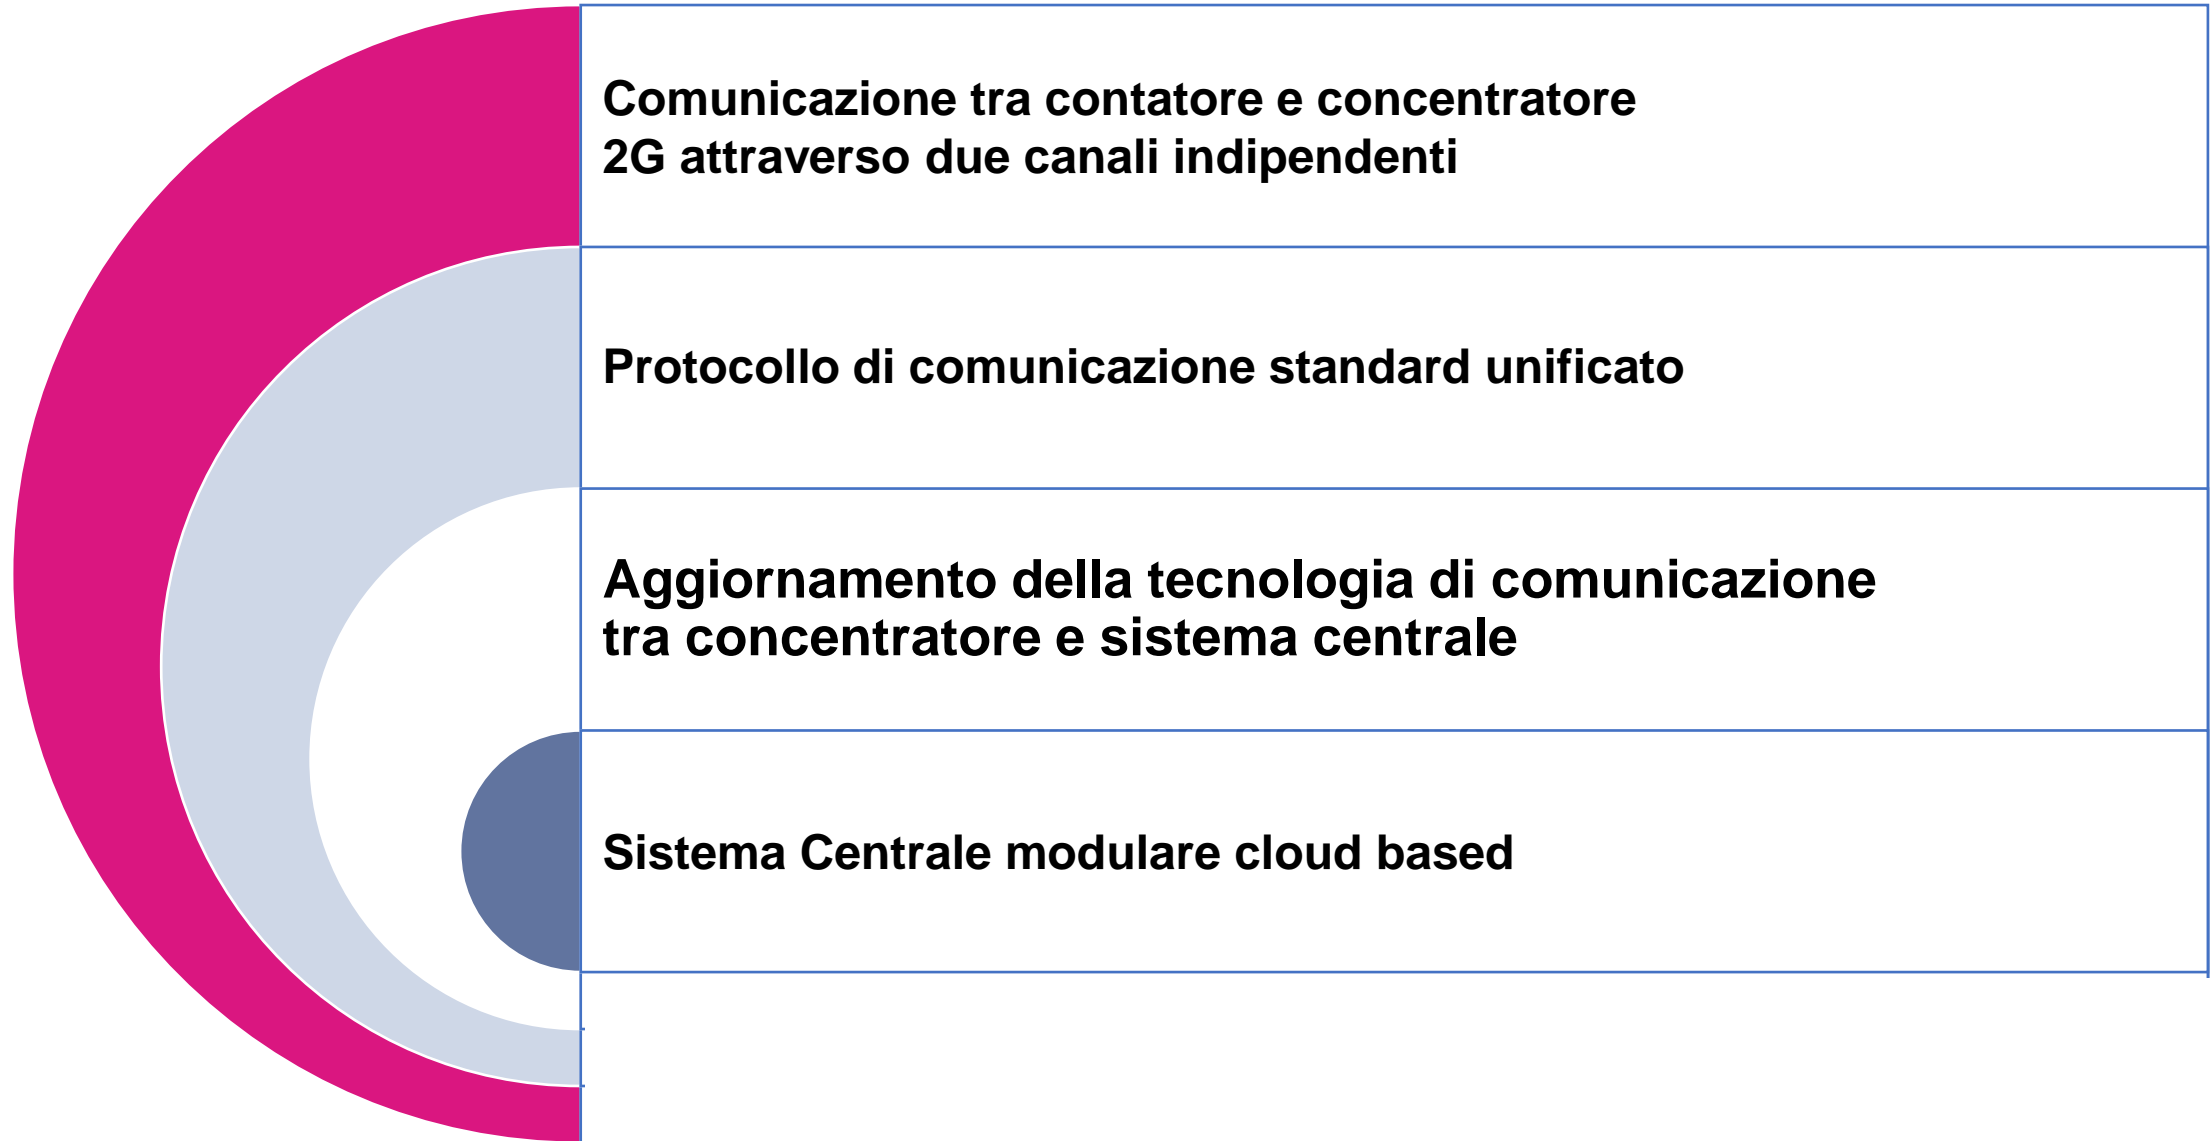 Comunicazione tra contatore e concentratore
2G attraverso due canali indipendenti
Protocollo di comunicazione standard unificato
Aggiornamento della tecnologia di comunicazione
tra concentratore e sistema centrale
Sistema Centrale modulare cloud based